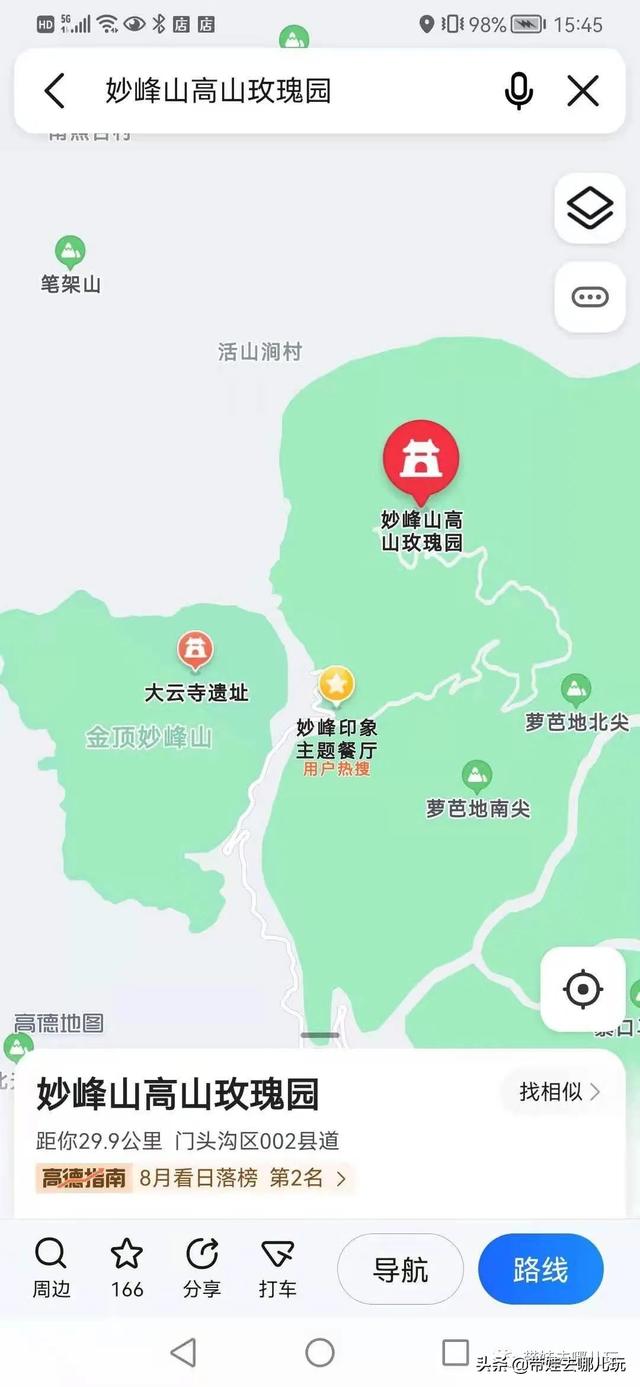 HD 5G 店 店 98% 15:45
妙峰山高山玫瑰园
笔架山
活山涧村
妙峰山高
山玫瑰园
大云寺遗址
金顶妙峰山
妙峰印象
主题餐厅
用户热搜
萝芭地北尖
萝芭地南尖
高德地图
妙峰山高山玫瑰园
找相似
距你29.9公里 门头沟区002县道
高德指南 8月看日落榜 第2名
周边
166
分享
打车
导航
路线
头条 @带娃去哪儿玩